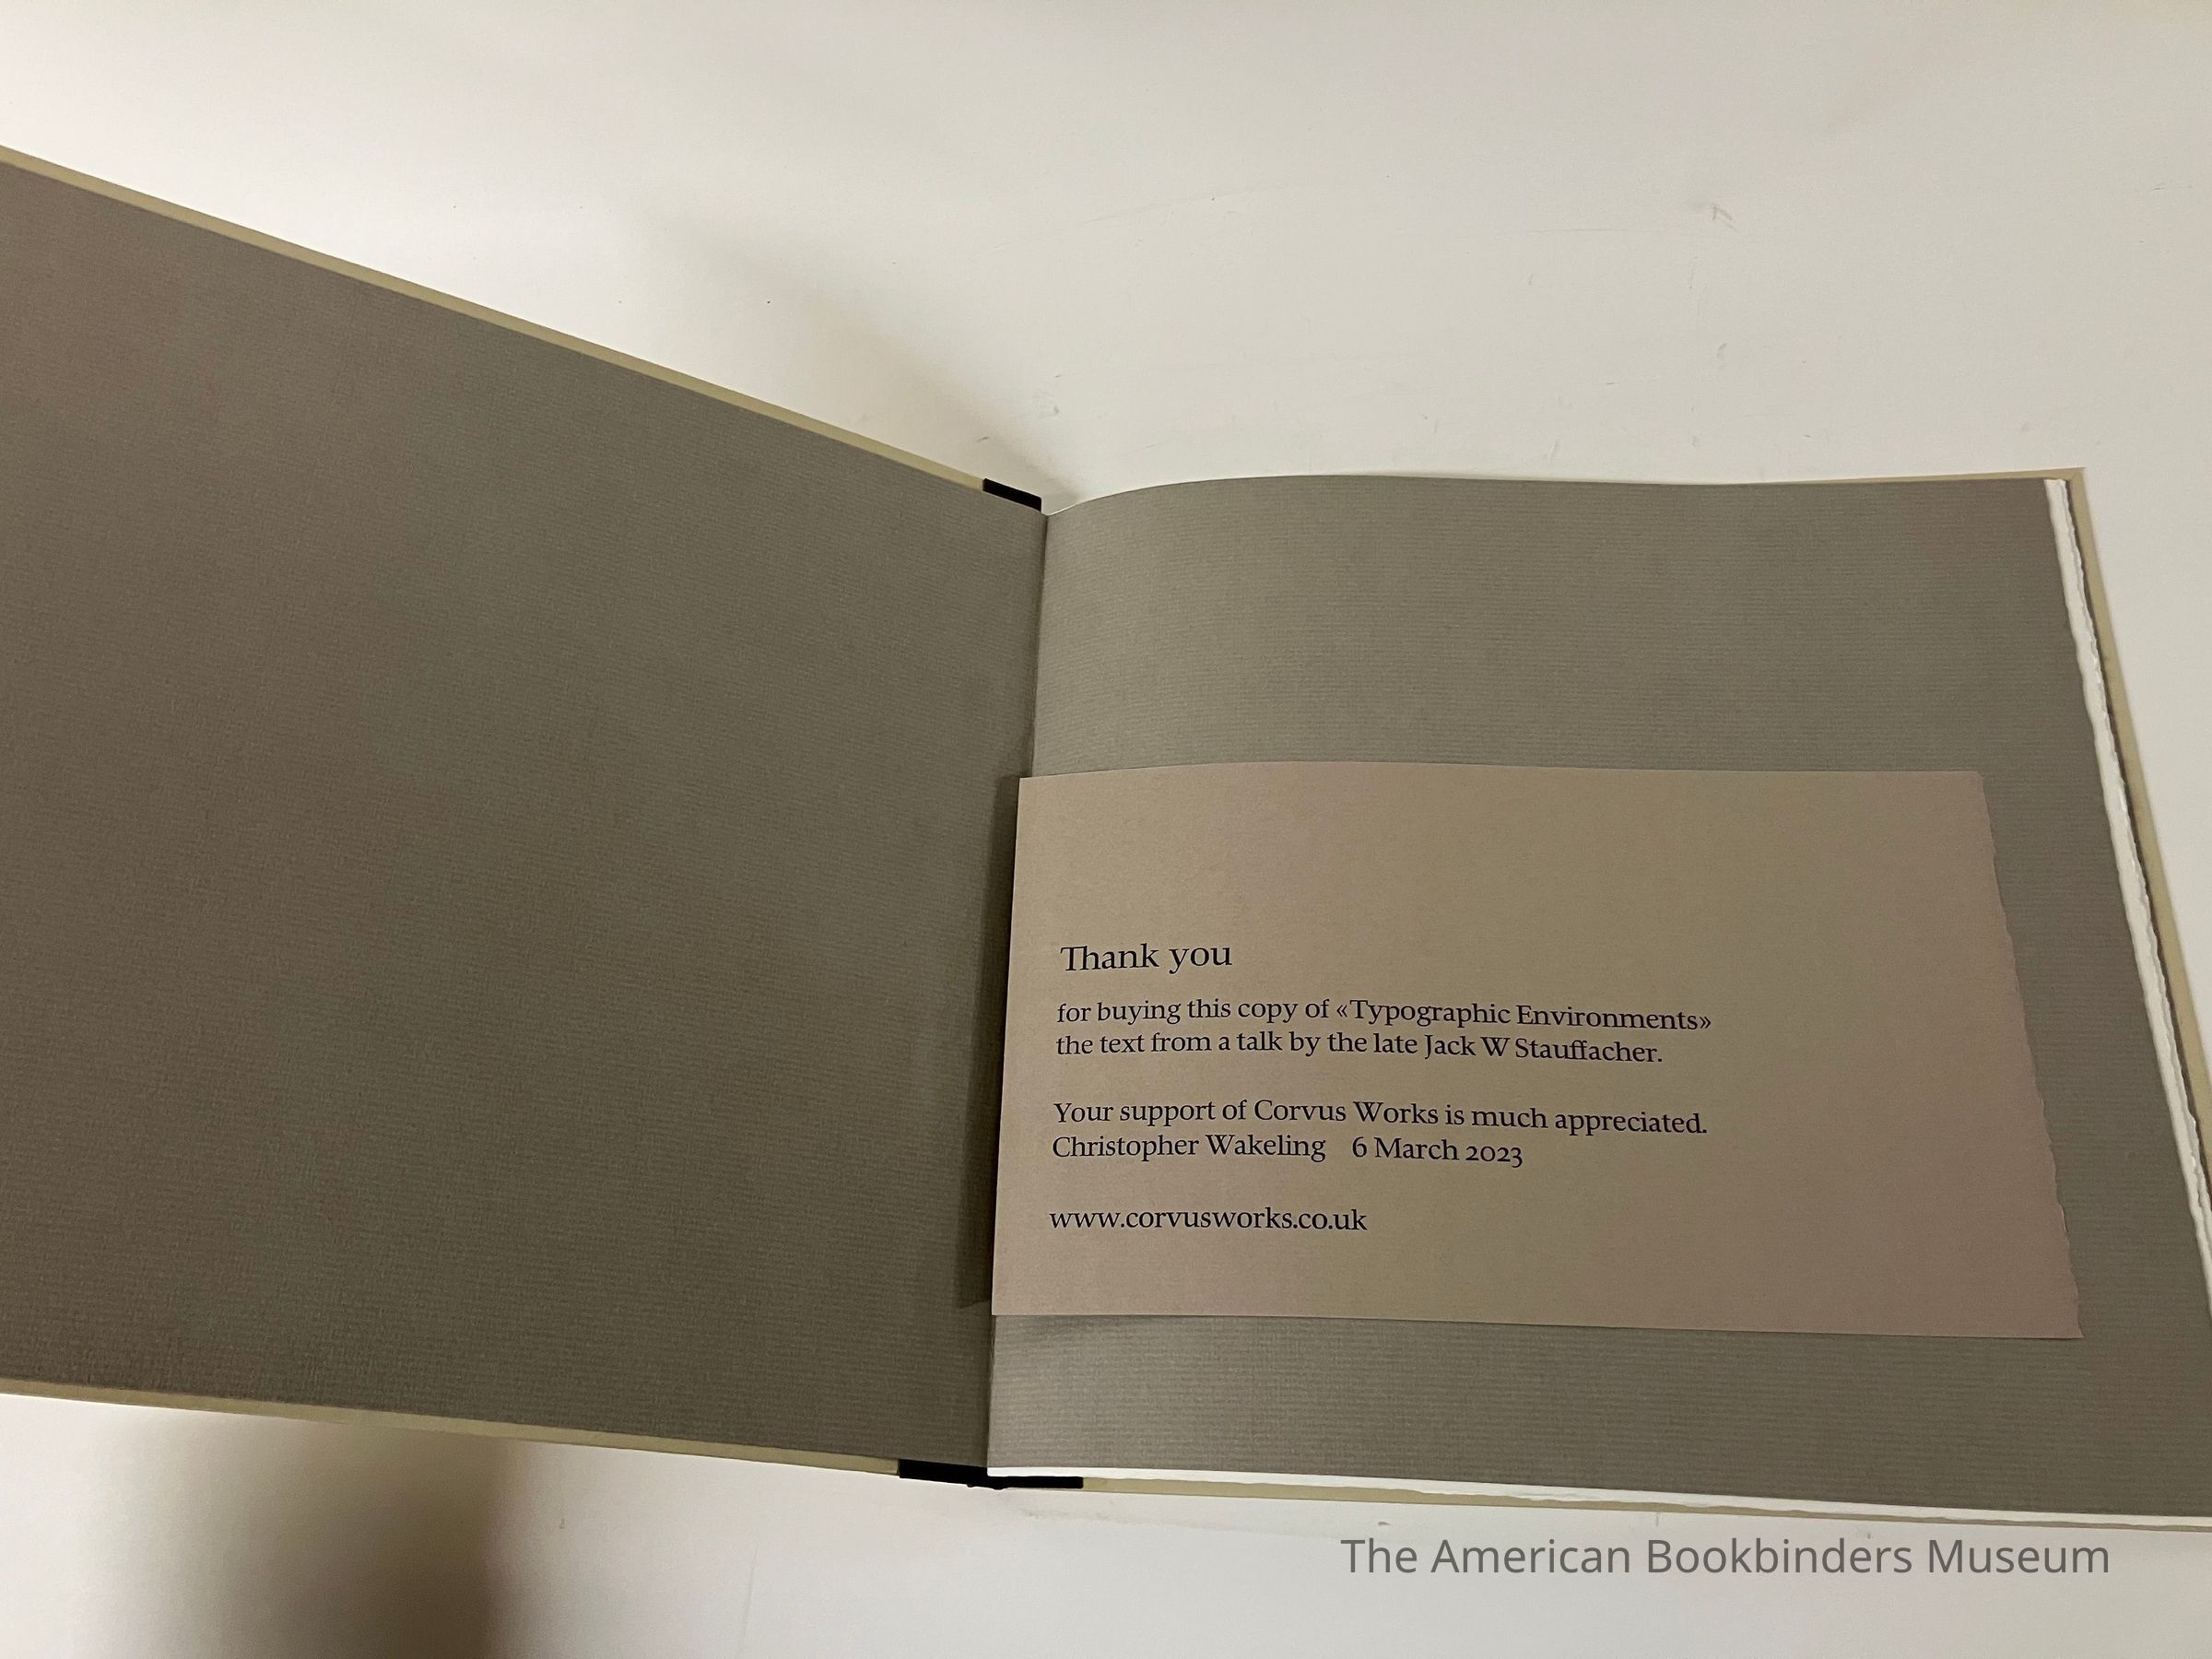 Thank you
for buying this copy of «Typographic Environments»
the text from a talk by the late Jack W Stauffacher.
Your support of Corvus Works is much appreciated.
Christopher Wakeling 6 March 2023
www.corvusworks.co.uk
The American Bookbinders Museum